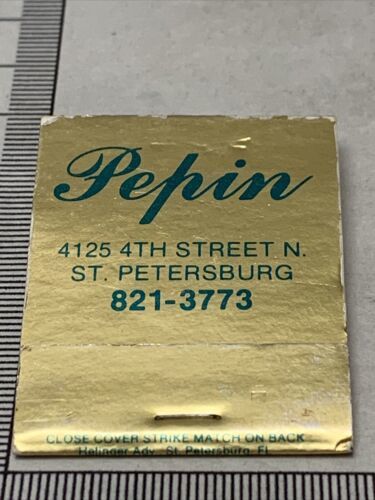 Pepin
4125 4TH STREET N.
ST. PETERSBURG
821-3773
CLOSE COVER STRIKE MATCH ON BACK
Helinger Adv. St. Petersburg, Fl.